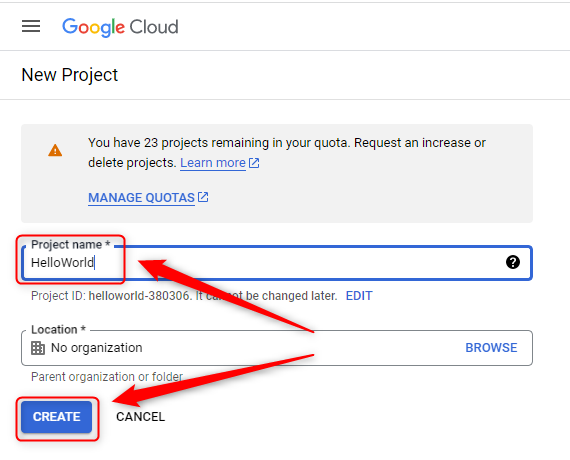 Google Cloud
New Project
You have 23 projects remaining in your quota. Request an increase or
delete projects. Learn more
MANAGE QUOTAS
Project name *
HelloWorld
Project ID: helloworld-380306. It cannot be changed later. EDIT
Location *
No organization BROWSE
Parent organization or folder
CREATE CANCEL